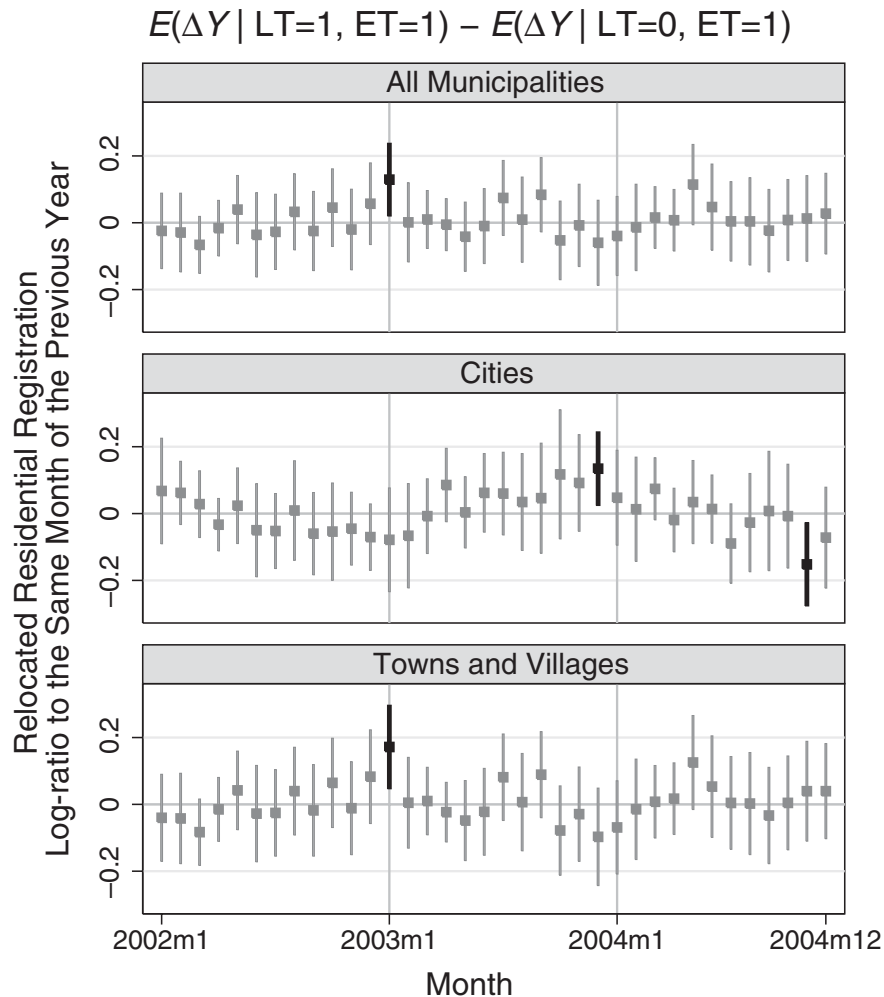 E(ΔY | LT=1, ET=1) − E(ΔY | LT=0, ET=1)
Relocated Residential Registration
Log-ratio to the Same Month of the Previous Year
All Municipalities
0.2
0
−0.2
Cities
0.2
0
−0.2
Towns and Villages
0.2
0
−0.2
2002m1 2003m1 2004m1 2004m12
Month